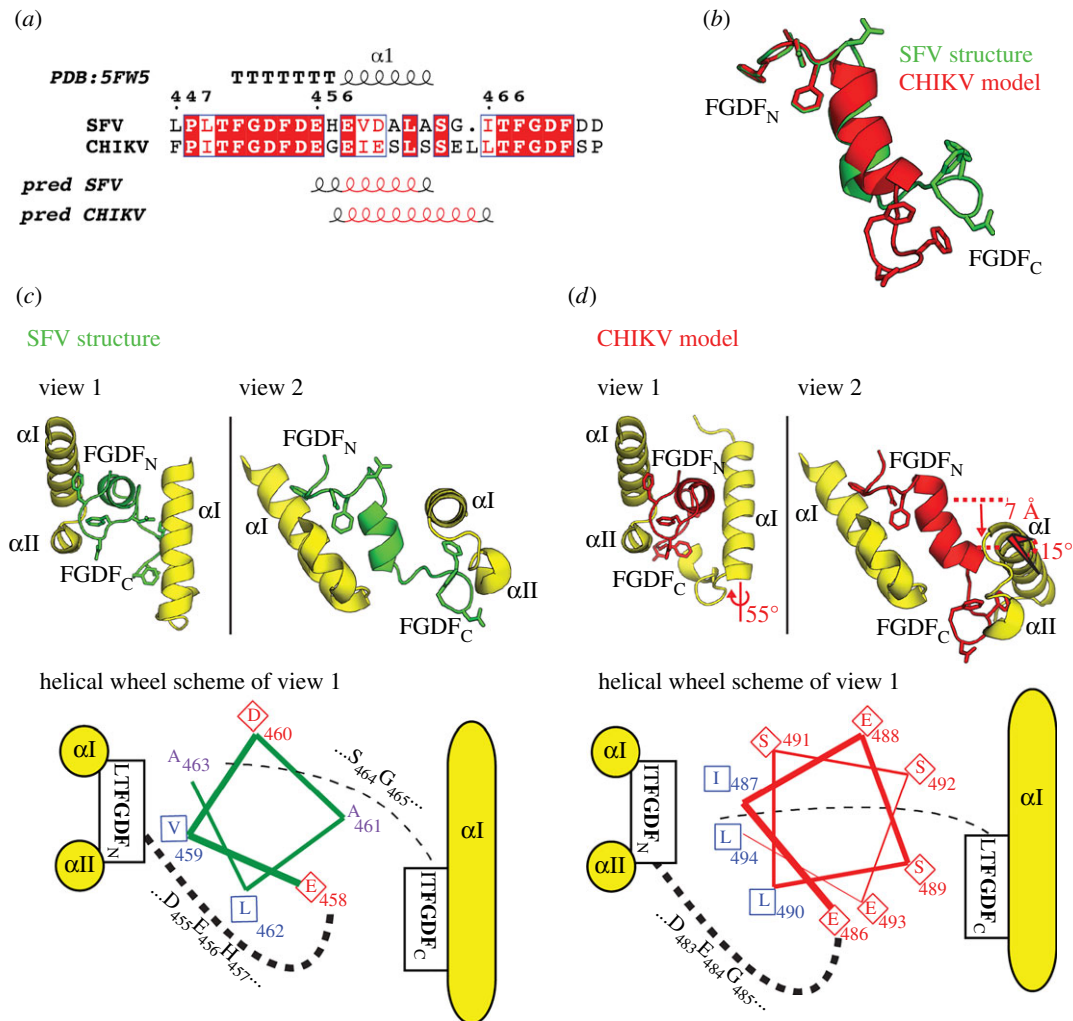 (a)
PDB:5FW5 TTTTTTT α1
447 456 466
SFV LPLTFGDFDEHEVDALASG.ITFGDFDD
CHIKV FPITFGDFDEGEIESLSSELLTFGDFSP
pred SFV
pred CHIKV
(b)
SFV structure
CHIKV model
FGDFN
FGDFC
(c)
SFV structure
view 1
view 2
αI
FGDFN
αI
αII
FGDFC
FGDFN
αI
αI
αII
FGDFC
helical wheel scheme of view 1
αI
αII
LTFGDFN
D 460
A 463
A 461
V 459
E 458
L 462
...S464G465...
...D455E456H457...
ITFGDFC
αI
(d)
CHIKV model
view 1
view 2
αI
FGDFN
αI
αII
FGDFC
55°
FGDFN
7 Å
αI
αI
15°
FGDFC
αII
helical wheel scheme of view 1
αI
αII
ITFGDFN
S 491
E 488
I 487
S 492
L 494
S 489
L 490
E 493
E 486
...D483E484G485...
LTFGDFC
αI